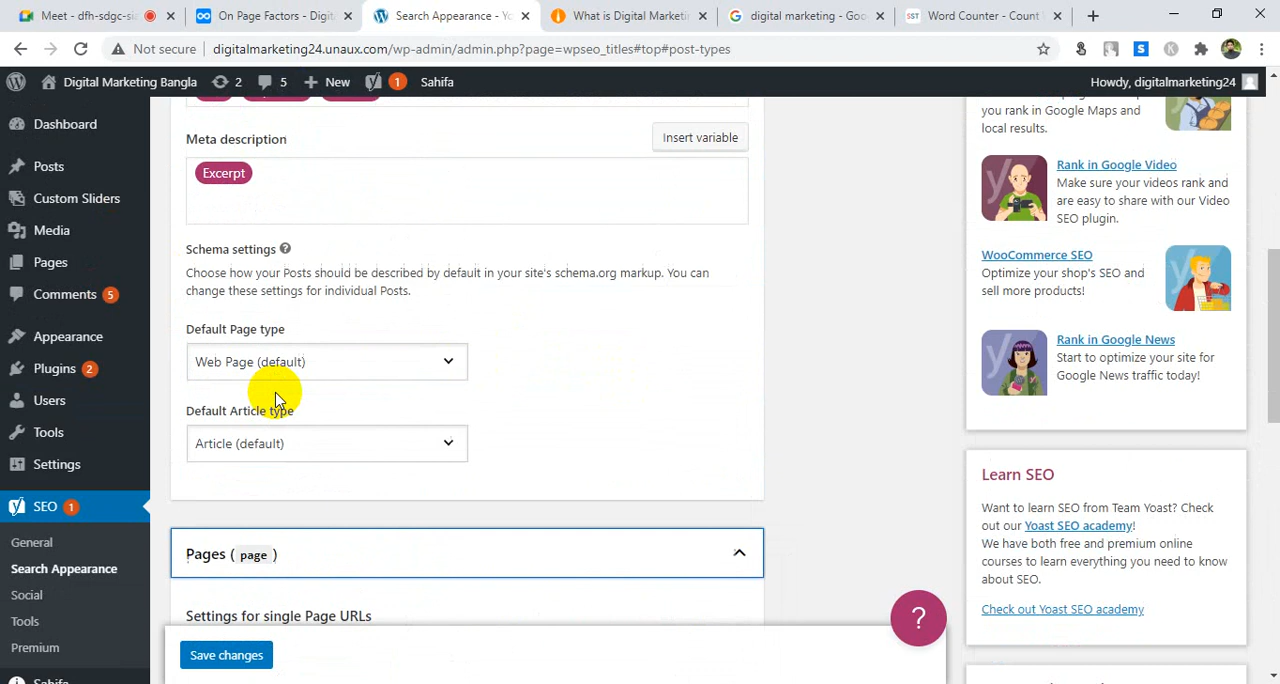 Meet - dfh-sdgc-sia
On Page Factors - Digit
Search Appearance - Yo
What is Digital Marketi
digital marketing - Goo
Word Counter - Count
Not secure
digitalmarketing24.unaux.com/wp-admin/admin.php?page=wpseo_titles#top#post-types
Digital Marketing Bangla
2
5
New
1
Sahifa
Howdy, digitalmarketing24
Dashboard
Posts
Custom Sliders
Media
Pages
Comments 5
Appearance
Plugins 2
Users
Tools
Settings
SEO 1
General
Search Appearance
Social
Tools
Premium
Sahifa
Meta description
Insert variable
Excerpt
Schema settings
Choose how your Posts should be described by default in your site's schema.org markup. You can
change these settings for individual Posts.
Default Page type
Web Page (default)
Default Article type
Article (default)
Pages ( page )
Settings for single Page URLs
Save changes
?
you rank in Google Maps and
local results.
Rank in Google Video
Make sure your videos rank and
are easy to share with our Video
SEO plugin.
WooCommerce SEO
Optimize your shop's SEO and
sell more products!
Rank in Google News
Start to optimize your site for
Google News traffic today!
Learn SEO
Want to learn SEO from Team Yoast? Check
out our Yoast SEO academy!
We have both free and premium online
courses to learn everything you need to know
about SEO.
Check out Yoast SEO academy